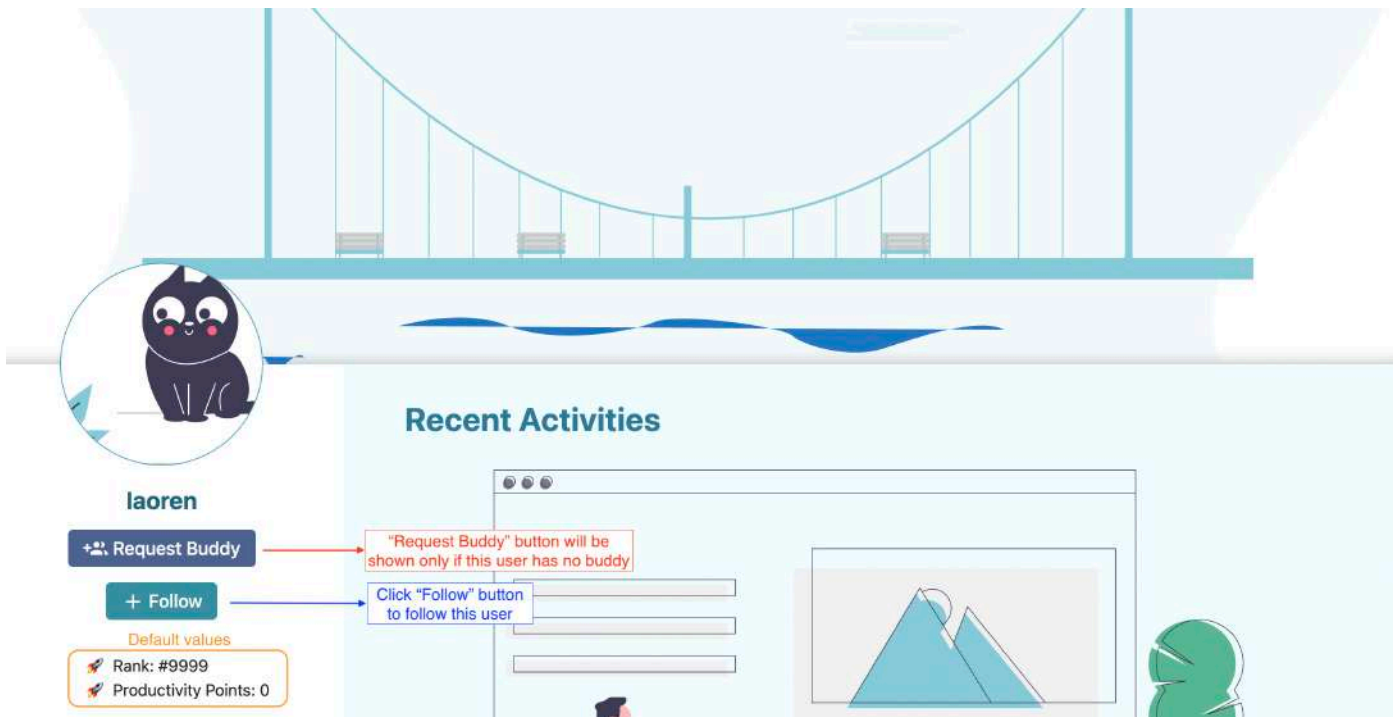 Recent Activities
laoren
Request Buddy
"Request Buddy" button will be
shown only if this user has no buddy
+ Follow
Click "Follow" button
to follow this user
Default values
🚀 Rank: #9999
🚀 Productivity Points: 0